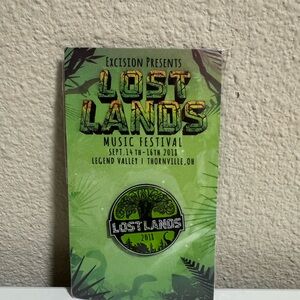 EXCISION PRESENTS
LOST
LANDS
MUSIC FESTIVAL
SEPT.14TH-16TH 2018
LEGEND VALLEY | THORNVILLE,OH
LOST LANDS
2018